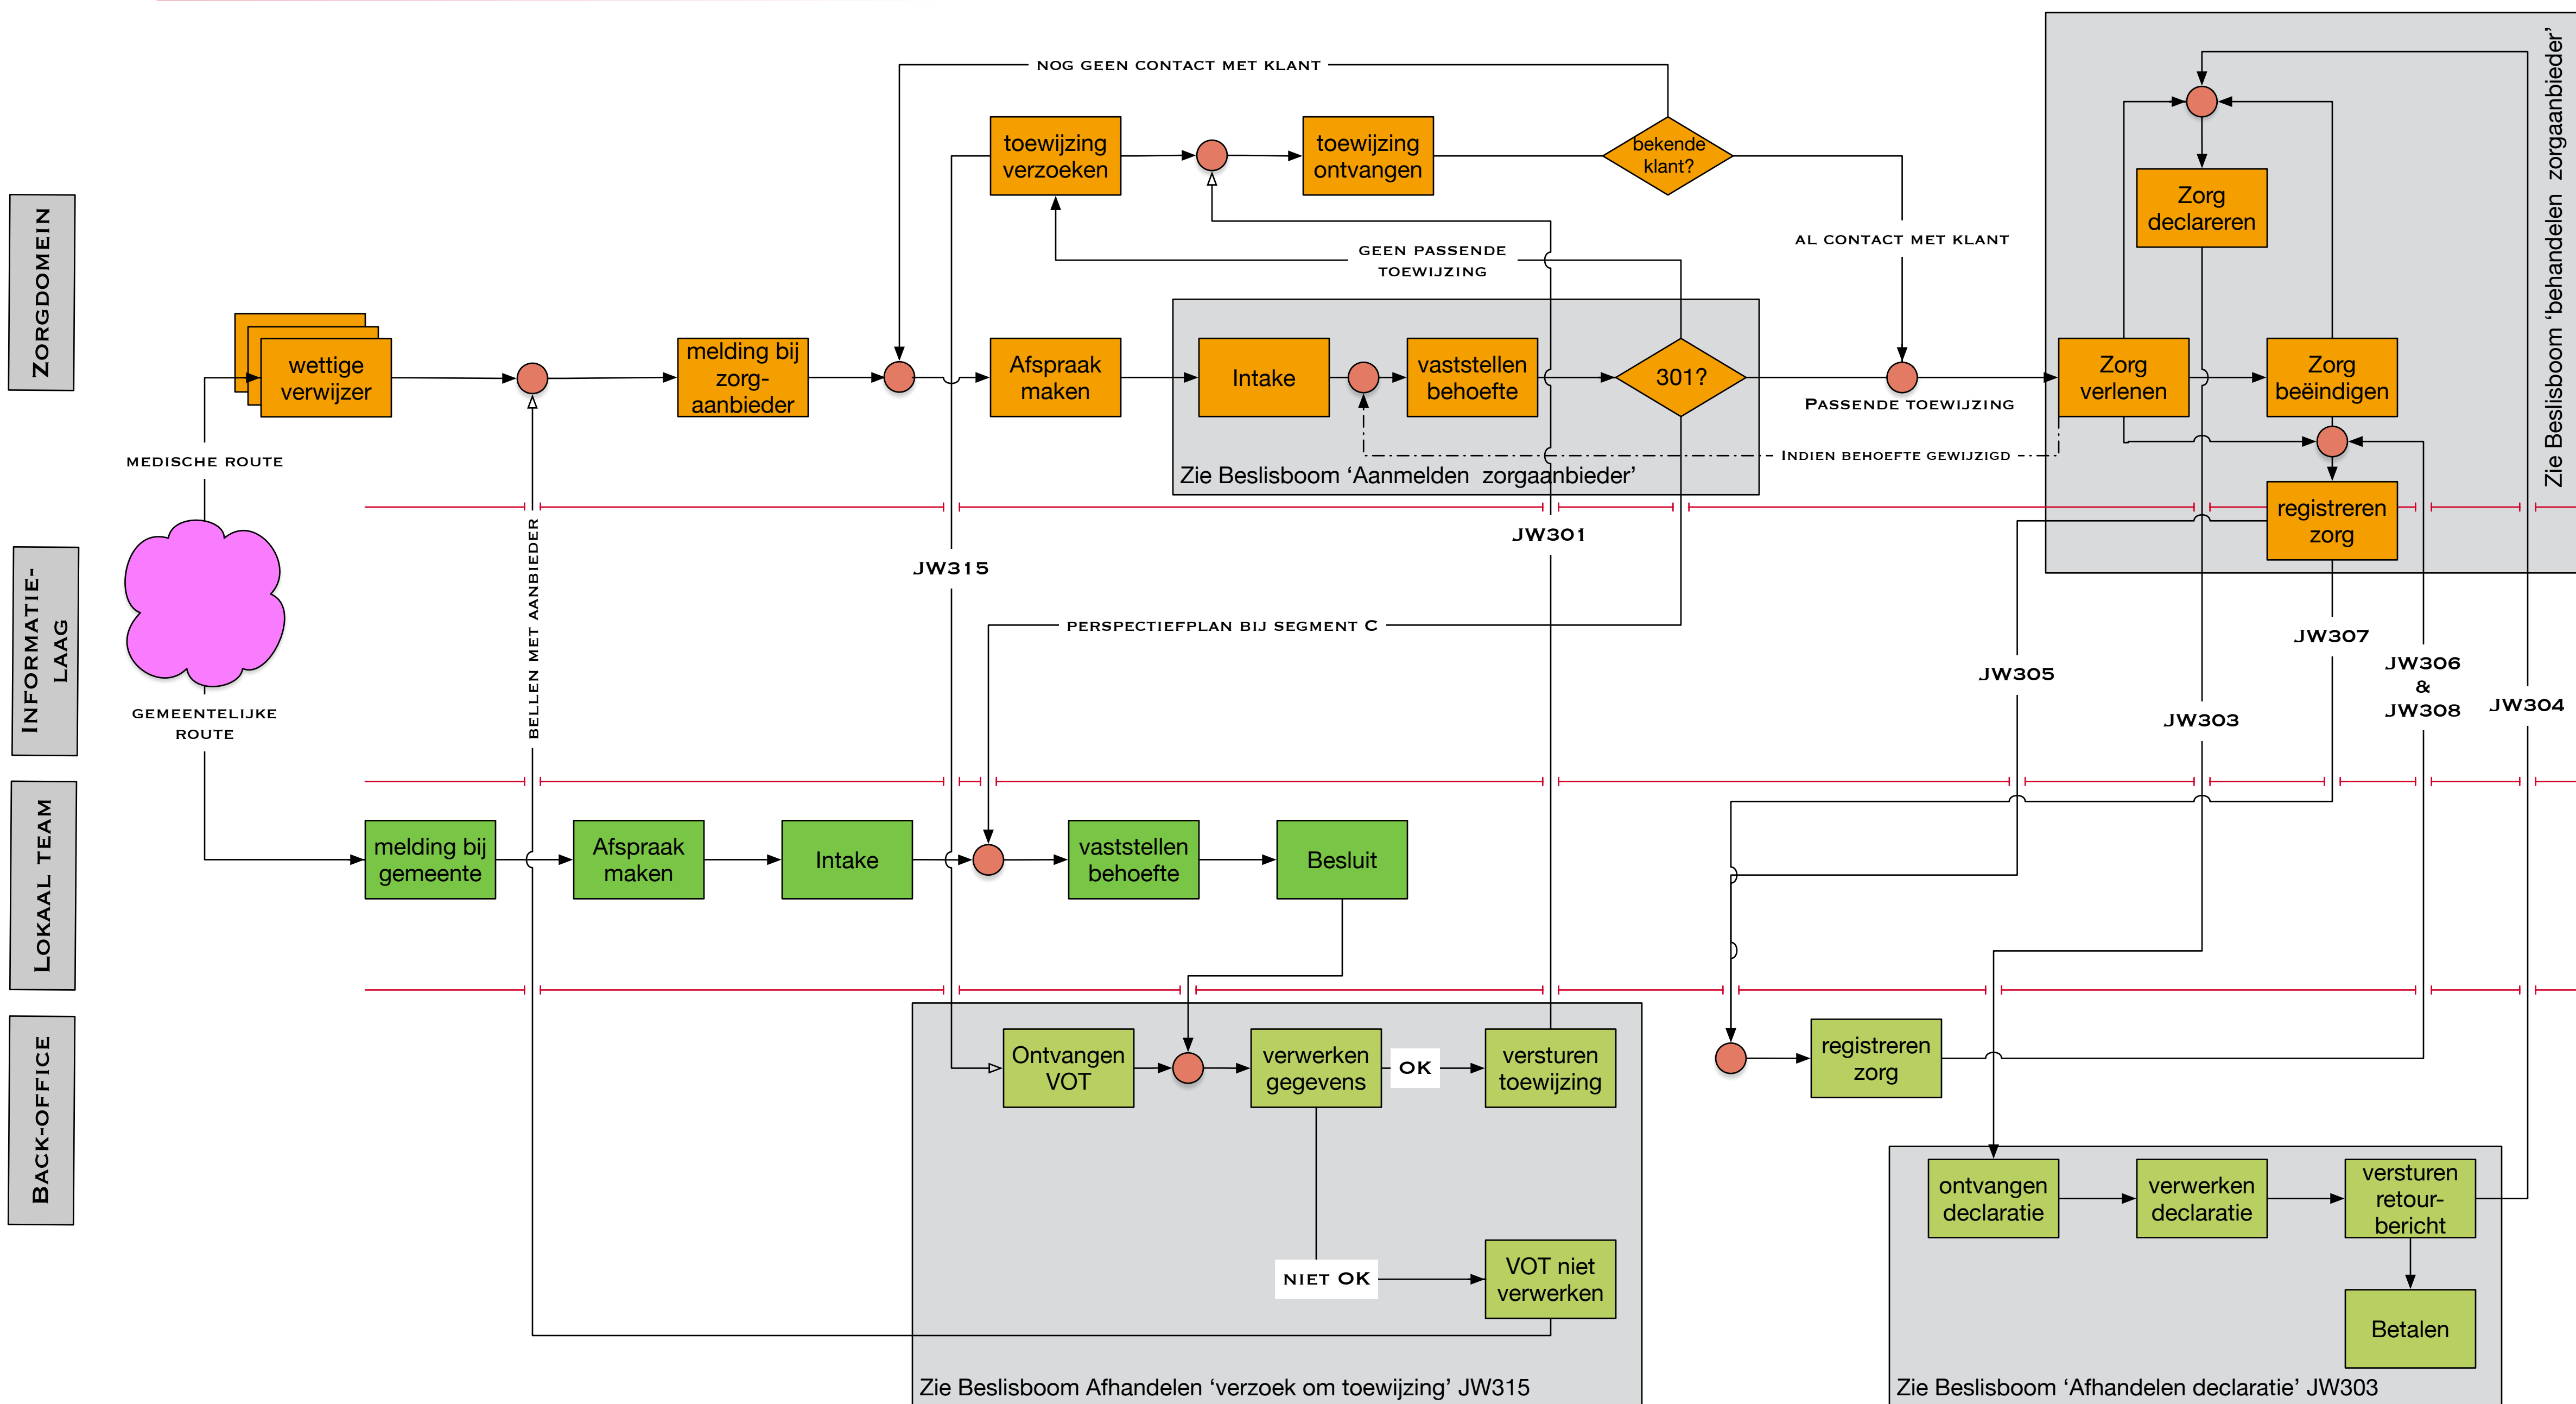 Zorgdomein
Informatie-
laag
Lokaal team
Back-office
nog geen contact met klant
toewijzing
verzoeken
toewijzing
ontvangen
bekende
klant?
geen passende
toewijzing
al contact met klant
wettige
verwijzer
melding bij
zorg-
aanbieder
Afspraak
maken
Intake
vaststellen
behoefte
301?
Passende toewijzing
Indien behoefte gewijzigd
Zie Beslisboom ‘Aanmelden zorgaanbieder’
Zorg
declareren
Zorg
verlenen
Zorg
beëindigen
registreren
zorg
Zie Beslisboom ‘behandelen zorgaanbieder’
medische route
gemeentelijke
route
bellen met aanbieder
JW315
JW301
perspectiefplan bij segment C
JW305
JW303
JW307
JW306
&
JW308
JW304
melding bij
gemeente
Afspraak
maken
Intake
vaststellen
behoefte
Besluit
Ontvangen
VOT
verwerken
gegevens
OK
versturen
toewijzing
niet OK
VOT niet
verwerken
Zie Beslisboom Afhandelen ‘verzoek om toewijzing’ JW315
registreren
zorg
ontvangen
declaratie
verwerken
declaratie
versturen
retour-
bericht
Betalen
Zie Beslisboom ‘Afhandelen declaratie’ JW303